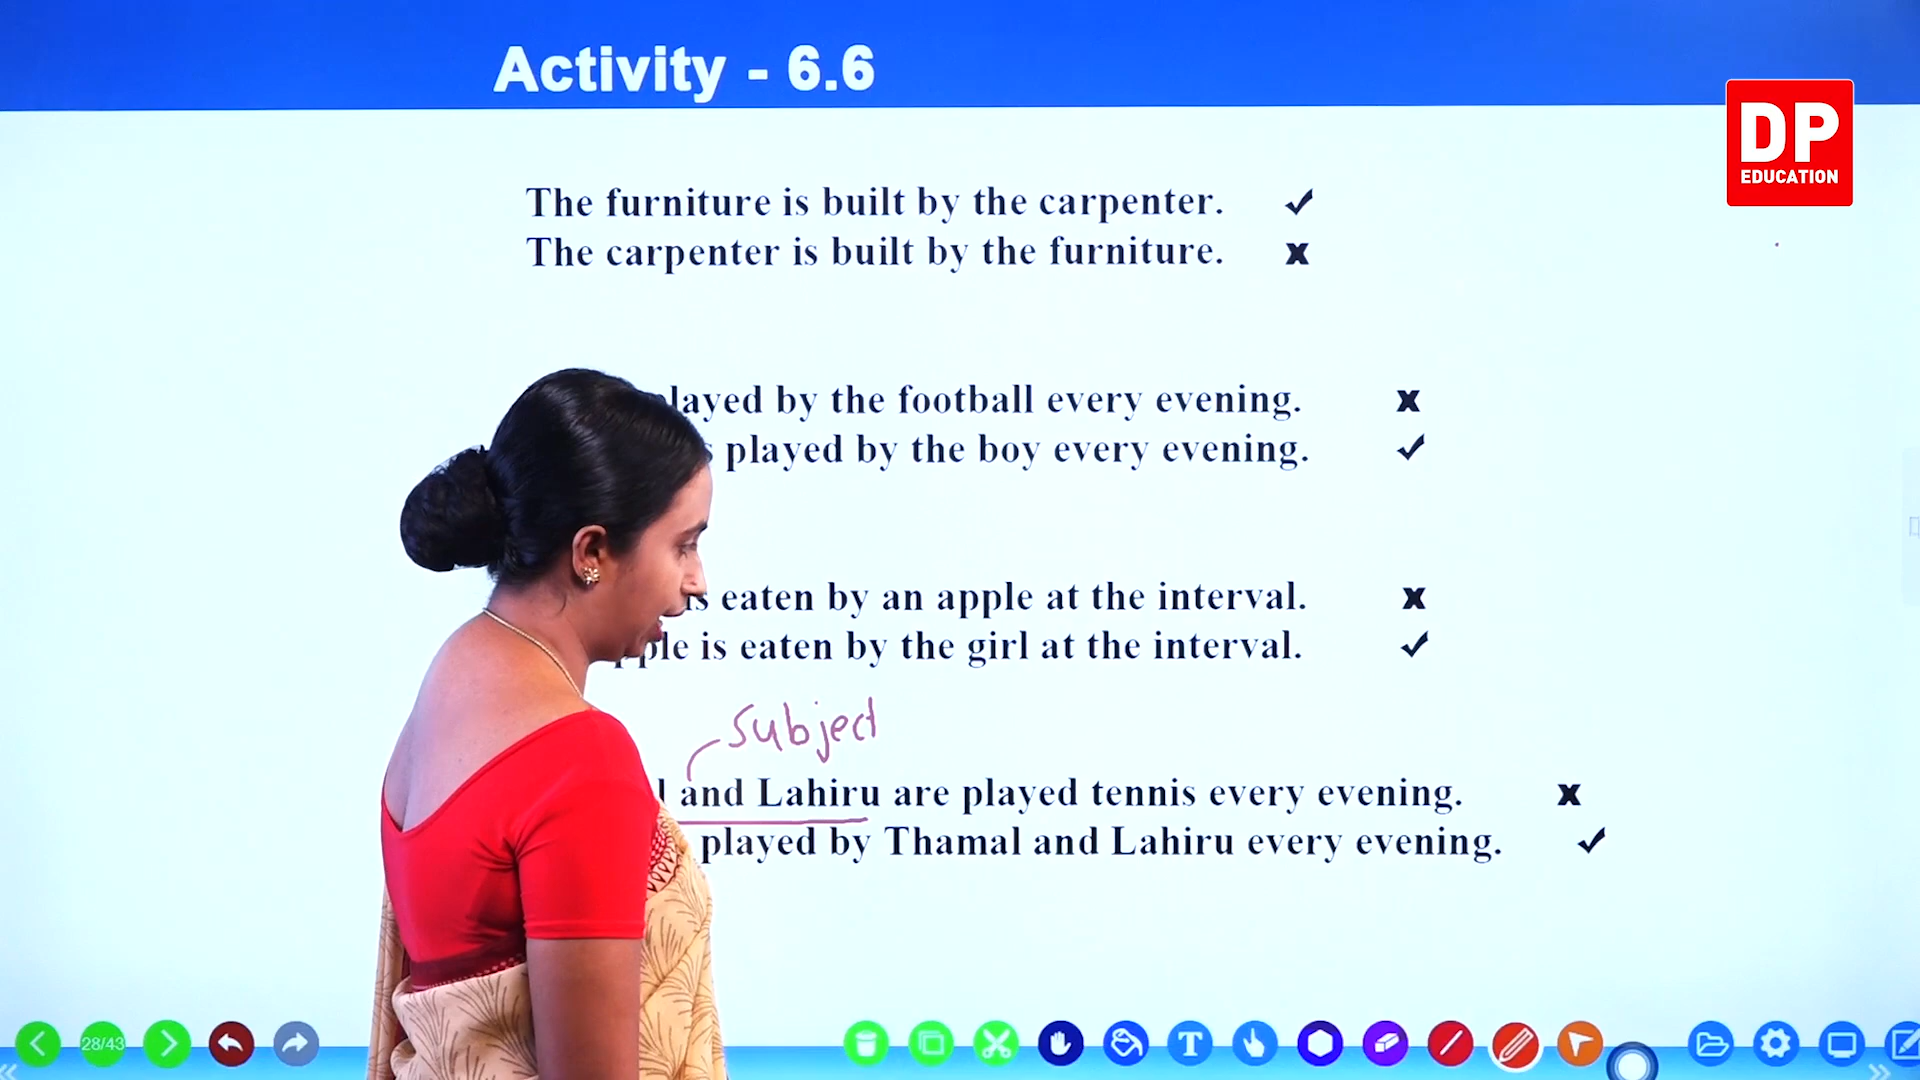 Activity - 6.6
DP
EDUCATION
The furniture is built by the carpenter. ✓
The carpenter is built by the furniture. x
played by the football every evening. x
played by the boy every evening. ✓
is eaten by an apple at the interval. x
is eaten by the girl at the interval. ✓
subject
and Lahiru are played tennis every evening. x
played by Thamal and Lahiru every evening. ✓
28/43